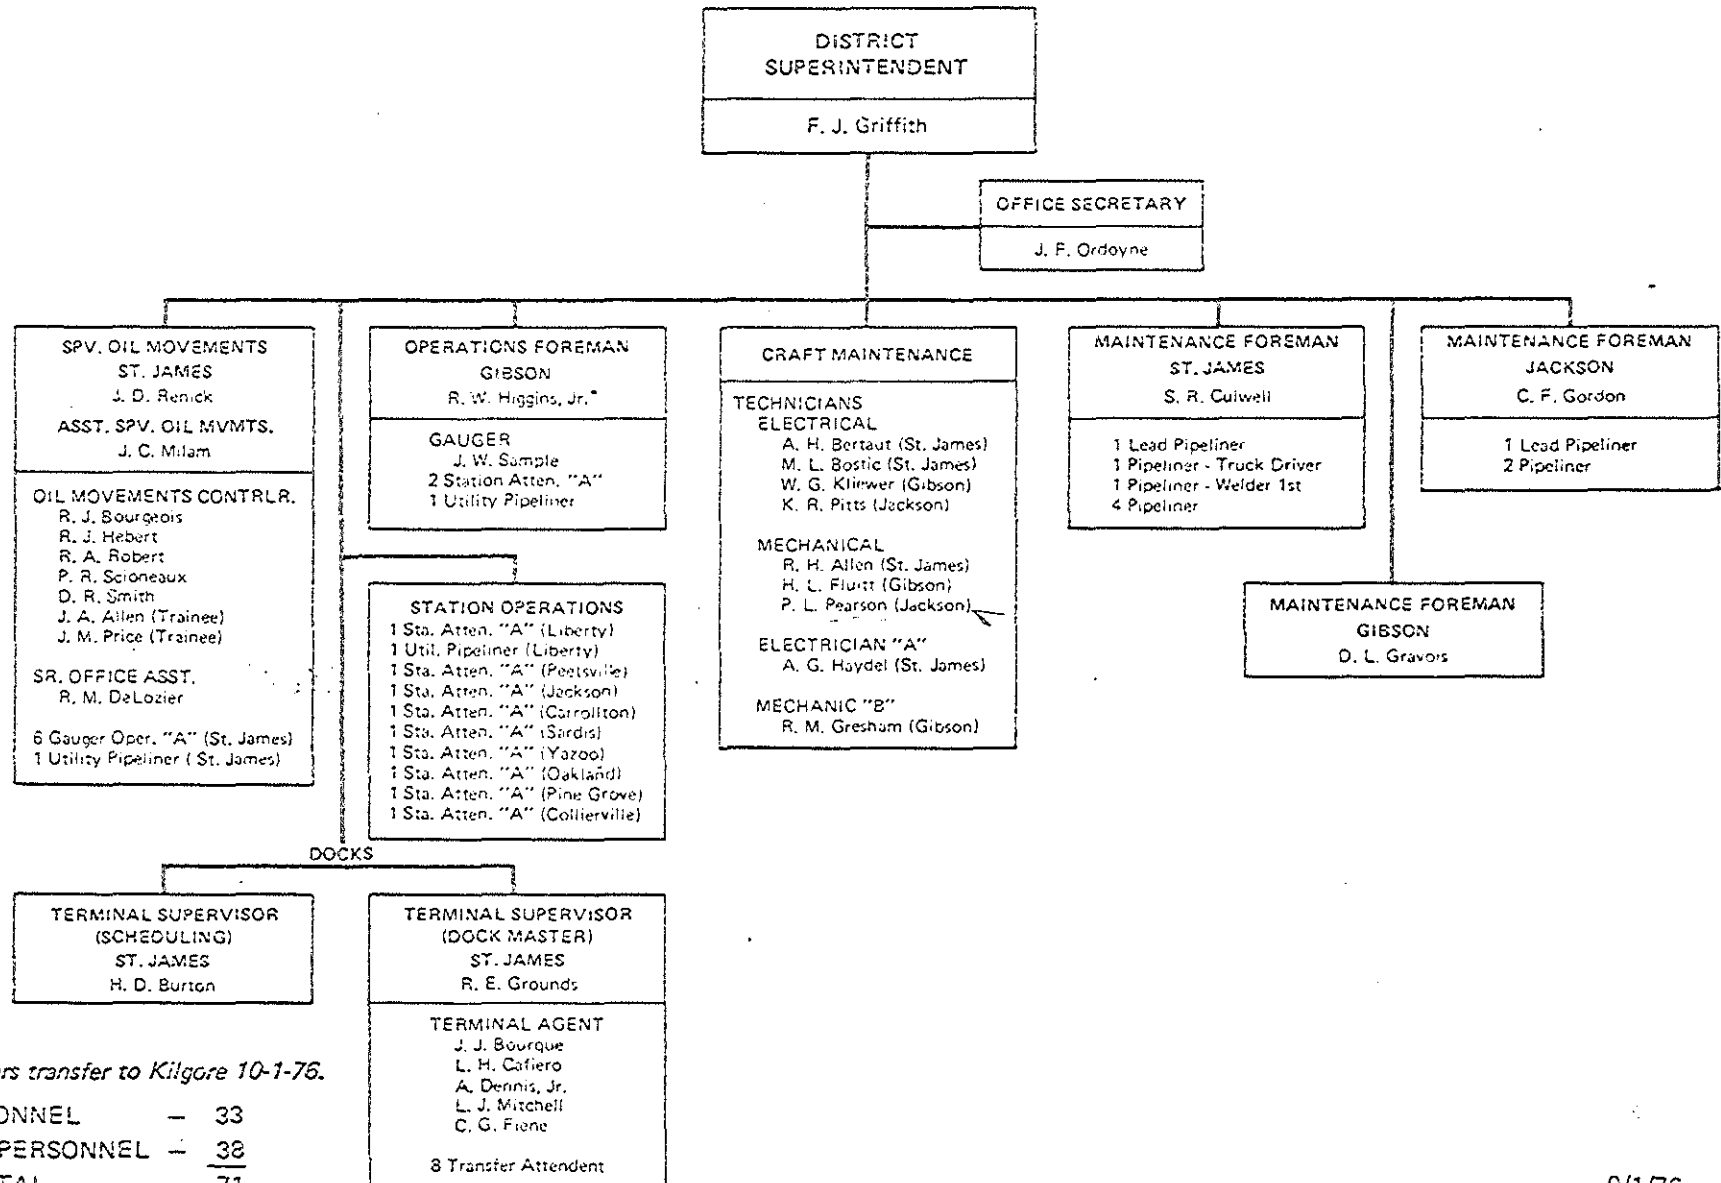 DISTRICT
SUPERINTENDENT
F. J. Griffith
OFFICE SECRETARY
J. F. Ordoyne
SPV. OIL MOVEMENTS
ST. JAMES
J. D. Renick
ASST. SPV. OIL MVMTS.
J. C. Milam
OIL MOVEMENTS CONTRLR.
R. J. Bourgeois
R. J. Hebert
R. A. Robert
P. R. Scioneaux
D. R. Smith
J. A. Allen (Trainee)
J. M. Price (Trainee)
SR. OFFICE ASST.
R. M. DeLozier
6 Gauger Oper. "A" (St. James)
1 Utility Pipeliner ( St. James)
OPERATIONS FOREMAN
GIBSON
R. W. Higgins, Jr.*
GAUGER
J. W. Sample
2 Station Atten. "A"
1 Utility Pipeliner
STATION OPERATIONS
1 Sta. Atten. "A" (Liberty)
1 Util. Pipeliner (Liberty)
1 Sta. Atten. "A" (Peetsville)
1 Sta. Atten. "A" (Jackson)
1 Sta. Atten. "A" (Carrollton)
1 Sta. Atten. "A" (Sardis)
1 Sta. Atten. "A" (Yazoo)
1 Sta. Atten. "A" (Oakland)
1 Sta. Atten. "A" (Pine Grove)
1 Sta. Atten. "A" (Collierville)
CRAFT MAINTENANCE
TECHNICIANS
ELECTRICAL
A. H. Bertaut (St. James)
M. L. Bostic (St. James)
W. G. Kliewer (Gibson)
K. R. Pitts (Jackson)
MECHANICAL
R. H. Allen (St. James)
H. L. Fluitt (Gibson)
P. L. Pearson (Jackson)
ELECTRICIAN "A"
A. G. Haydel (St. James)
MECHANIC "B"
R. M. Gresham (Gibson)
MAINTENANCE FOREMAN
ST. JAMES
S. R. Culwell
1 Lead Pipeliner
1 Pipeliner - Truck Driver
1 Pipeliner - Welder 1st
4 Pipeliner
MAINTENANCE FOREMAN
JACKSON
C. F. Gordon
1 Lead Pipeliner
2 Pipeliner
MAINTENANCE FOREMAN
GIBSON
D. L. Gravois
DOCKS
TERMINAL SUPERVISOR
(SCHEDULING)
ST. JAMES
H. D. Burton
TERMINAL SUPERVISOR
(DOCK MASTER)
ST. JAMES
R. E. Grounds
TERMINAL AGENT
J. J. Bourque
L. H. Cafiero
A. Dennis, Jr.
L. J. Mitchell
C. G. Fiene
8 Transfer Attendent
rs transfer to Kilgore 10-1-76.
ONNEL – 33
PERSONNEL – 38
TAL 71